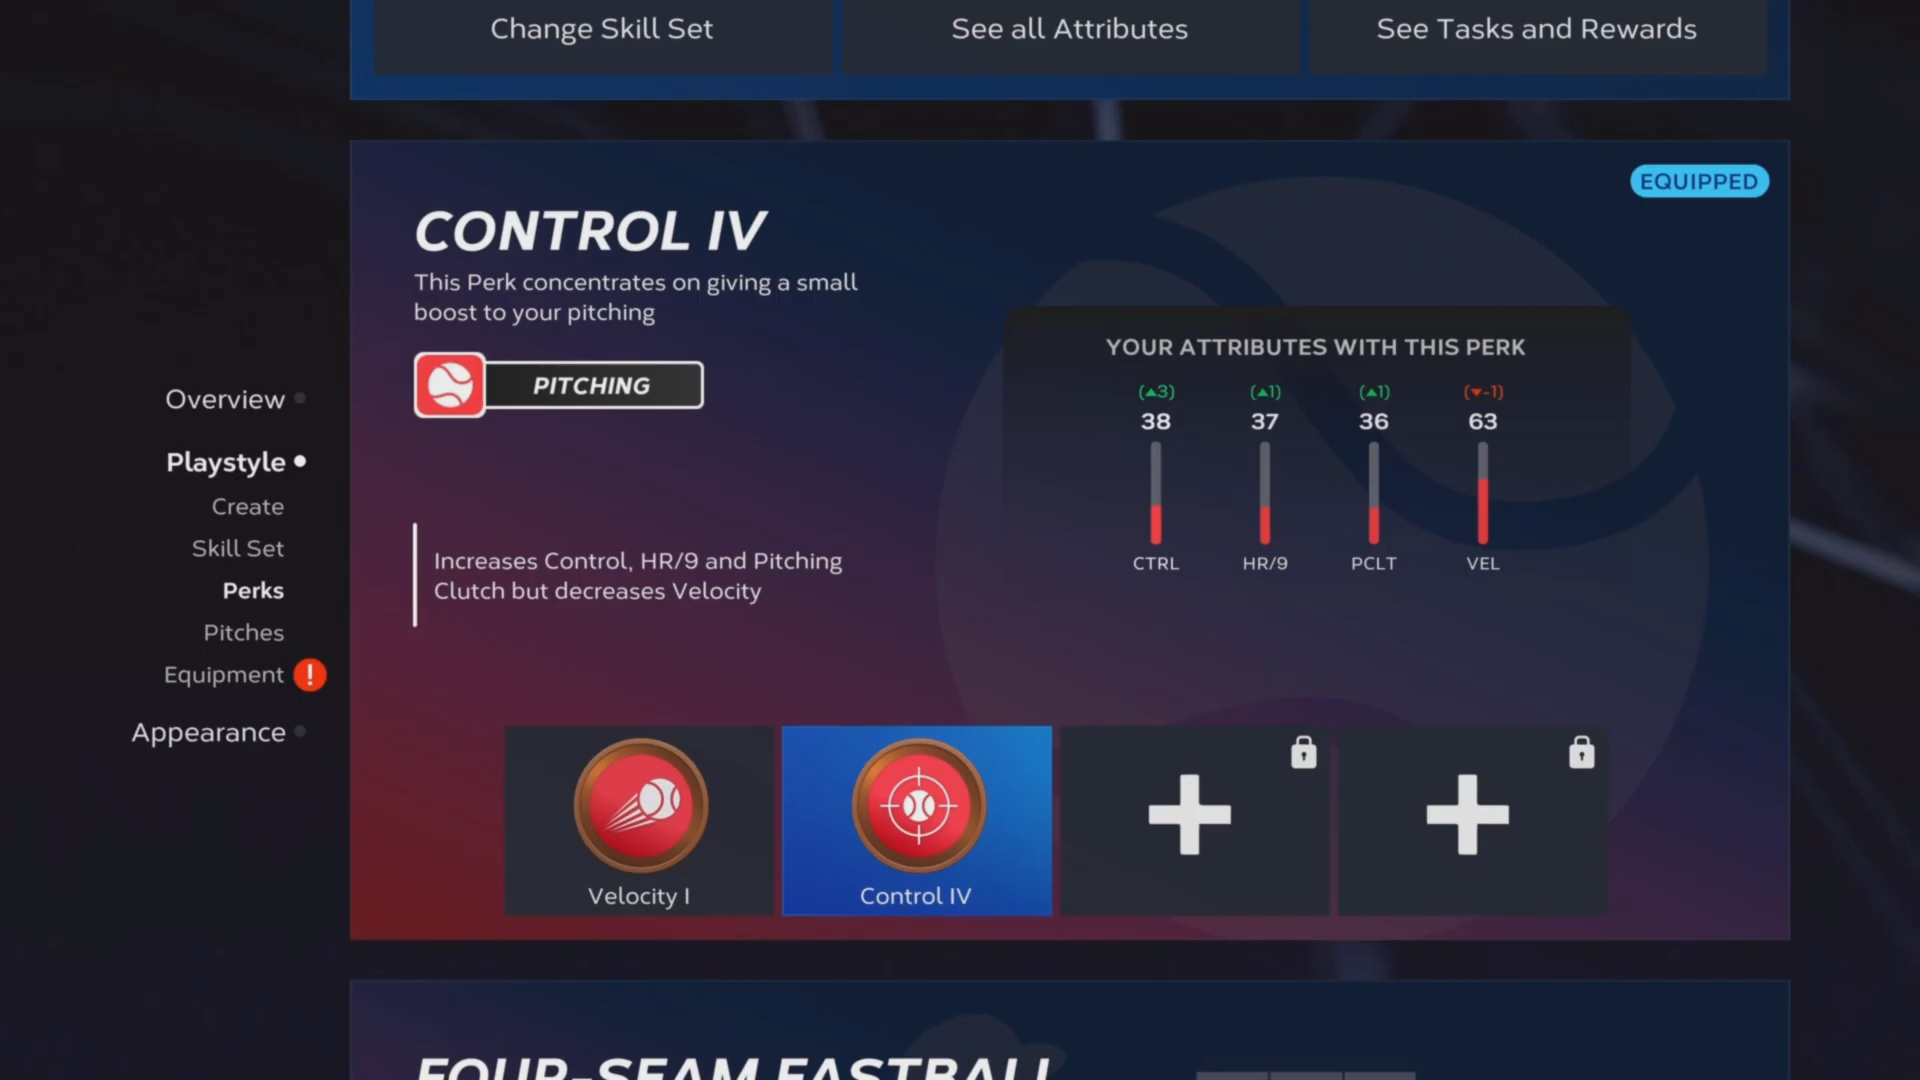 Change Skill Set
See all Attributes
See Tasks and Rewards
EQUIPPED
CONTROL IV
This Perk concentrates on giving a small
boost to your pitching
PITCHING
YOUR ATTRIBUTES WITH THIS PERK
(▲3) (▲1) (▲1) (▼-1)
38 37 36 63
CTRL HR/9 PCLT VEL
Increases Control, HR/9 and Pitching
Clutch but decreases Velocity
Overview
Playstyle
Create
Skill Set
Perks
Pitches
Equipment !
Appearance
Velocity I
Control IV
FOUR-SEAM FASTBALL